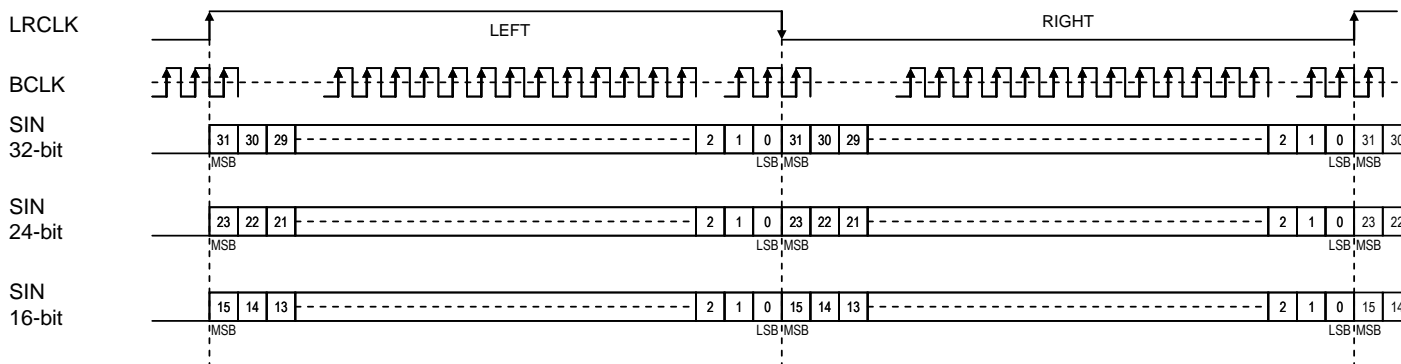 LRCLK
LEFT
RIGHT
BCLK
SIN
32-bit
31 30 29 2 1 0 31 30 29 2 1 0 31 30
MSB LSB MSB LSB MSB
SIN
24-bit
23 22 21 2 1 0 23 22 21 2 1 0 23 22
MSB LSB MSB LSB MSB
SIN
16-bit
15 14 13 2 1 0 15 14 13 2 1 0 15 14
MSB LSB MSB LSB MSB